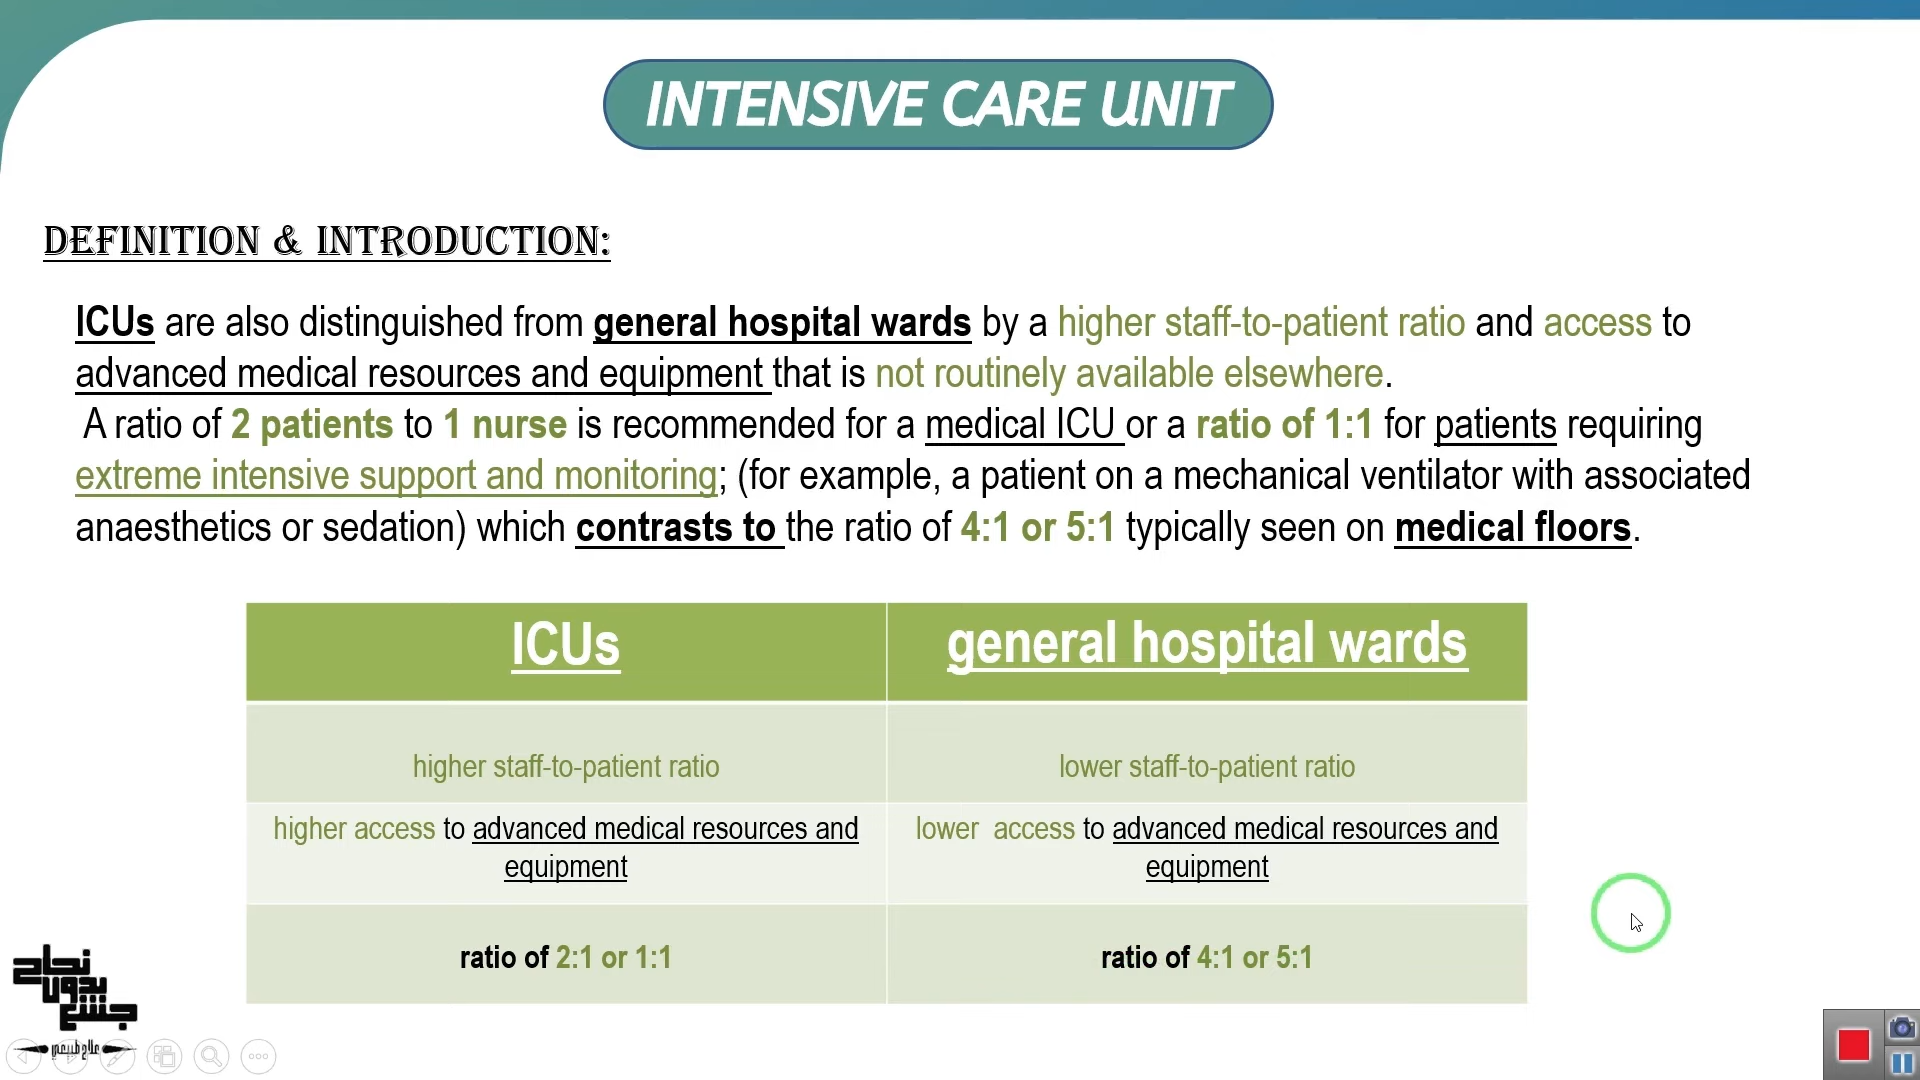 INTENSIVE CARE UNIT
DEFINITION & INTRODUCTION:
ICUs are also distinguished from general hospital wards by a higher staff-to-patient ratio and access to
advanced medical resources and equipment that is not routinely available elsewhere.
A ratio of 2 patients to 1 nurse is recommended for a medical ICU or a ratio of 1:1 for patients requiring
extreme intensive support and monitoring; (for example, a patient on a mechanical ventilator with associated
anaesthetics or sedation) which contrasts to the ratio of 4:1 or 5:1 typically seen on medical floors.
ICUs
general hospital wards
higher staff-to-patient ratio
lower staff-to-patient ratio
higher access to advanced medical resources and
equipment
lower access to advanced medical resources and
equipment
ratio of 2:1 or 1:1
ratio of 4:1 or 5:1
نجاح
بدون
جشع
علاج طبيعي